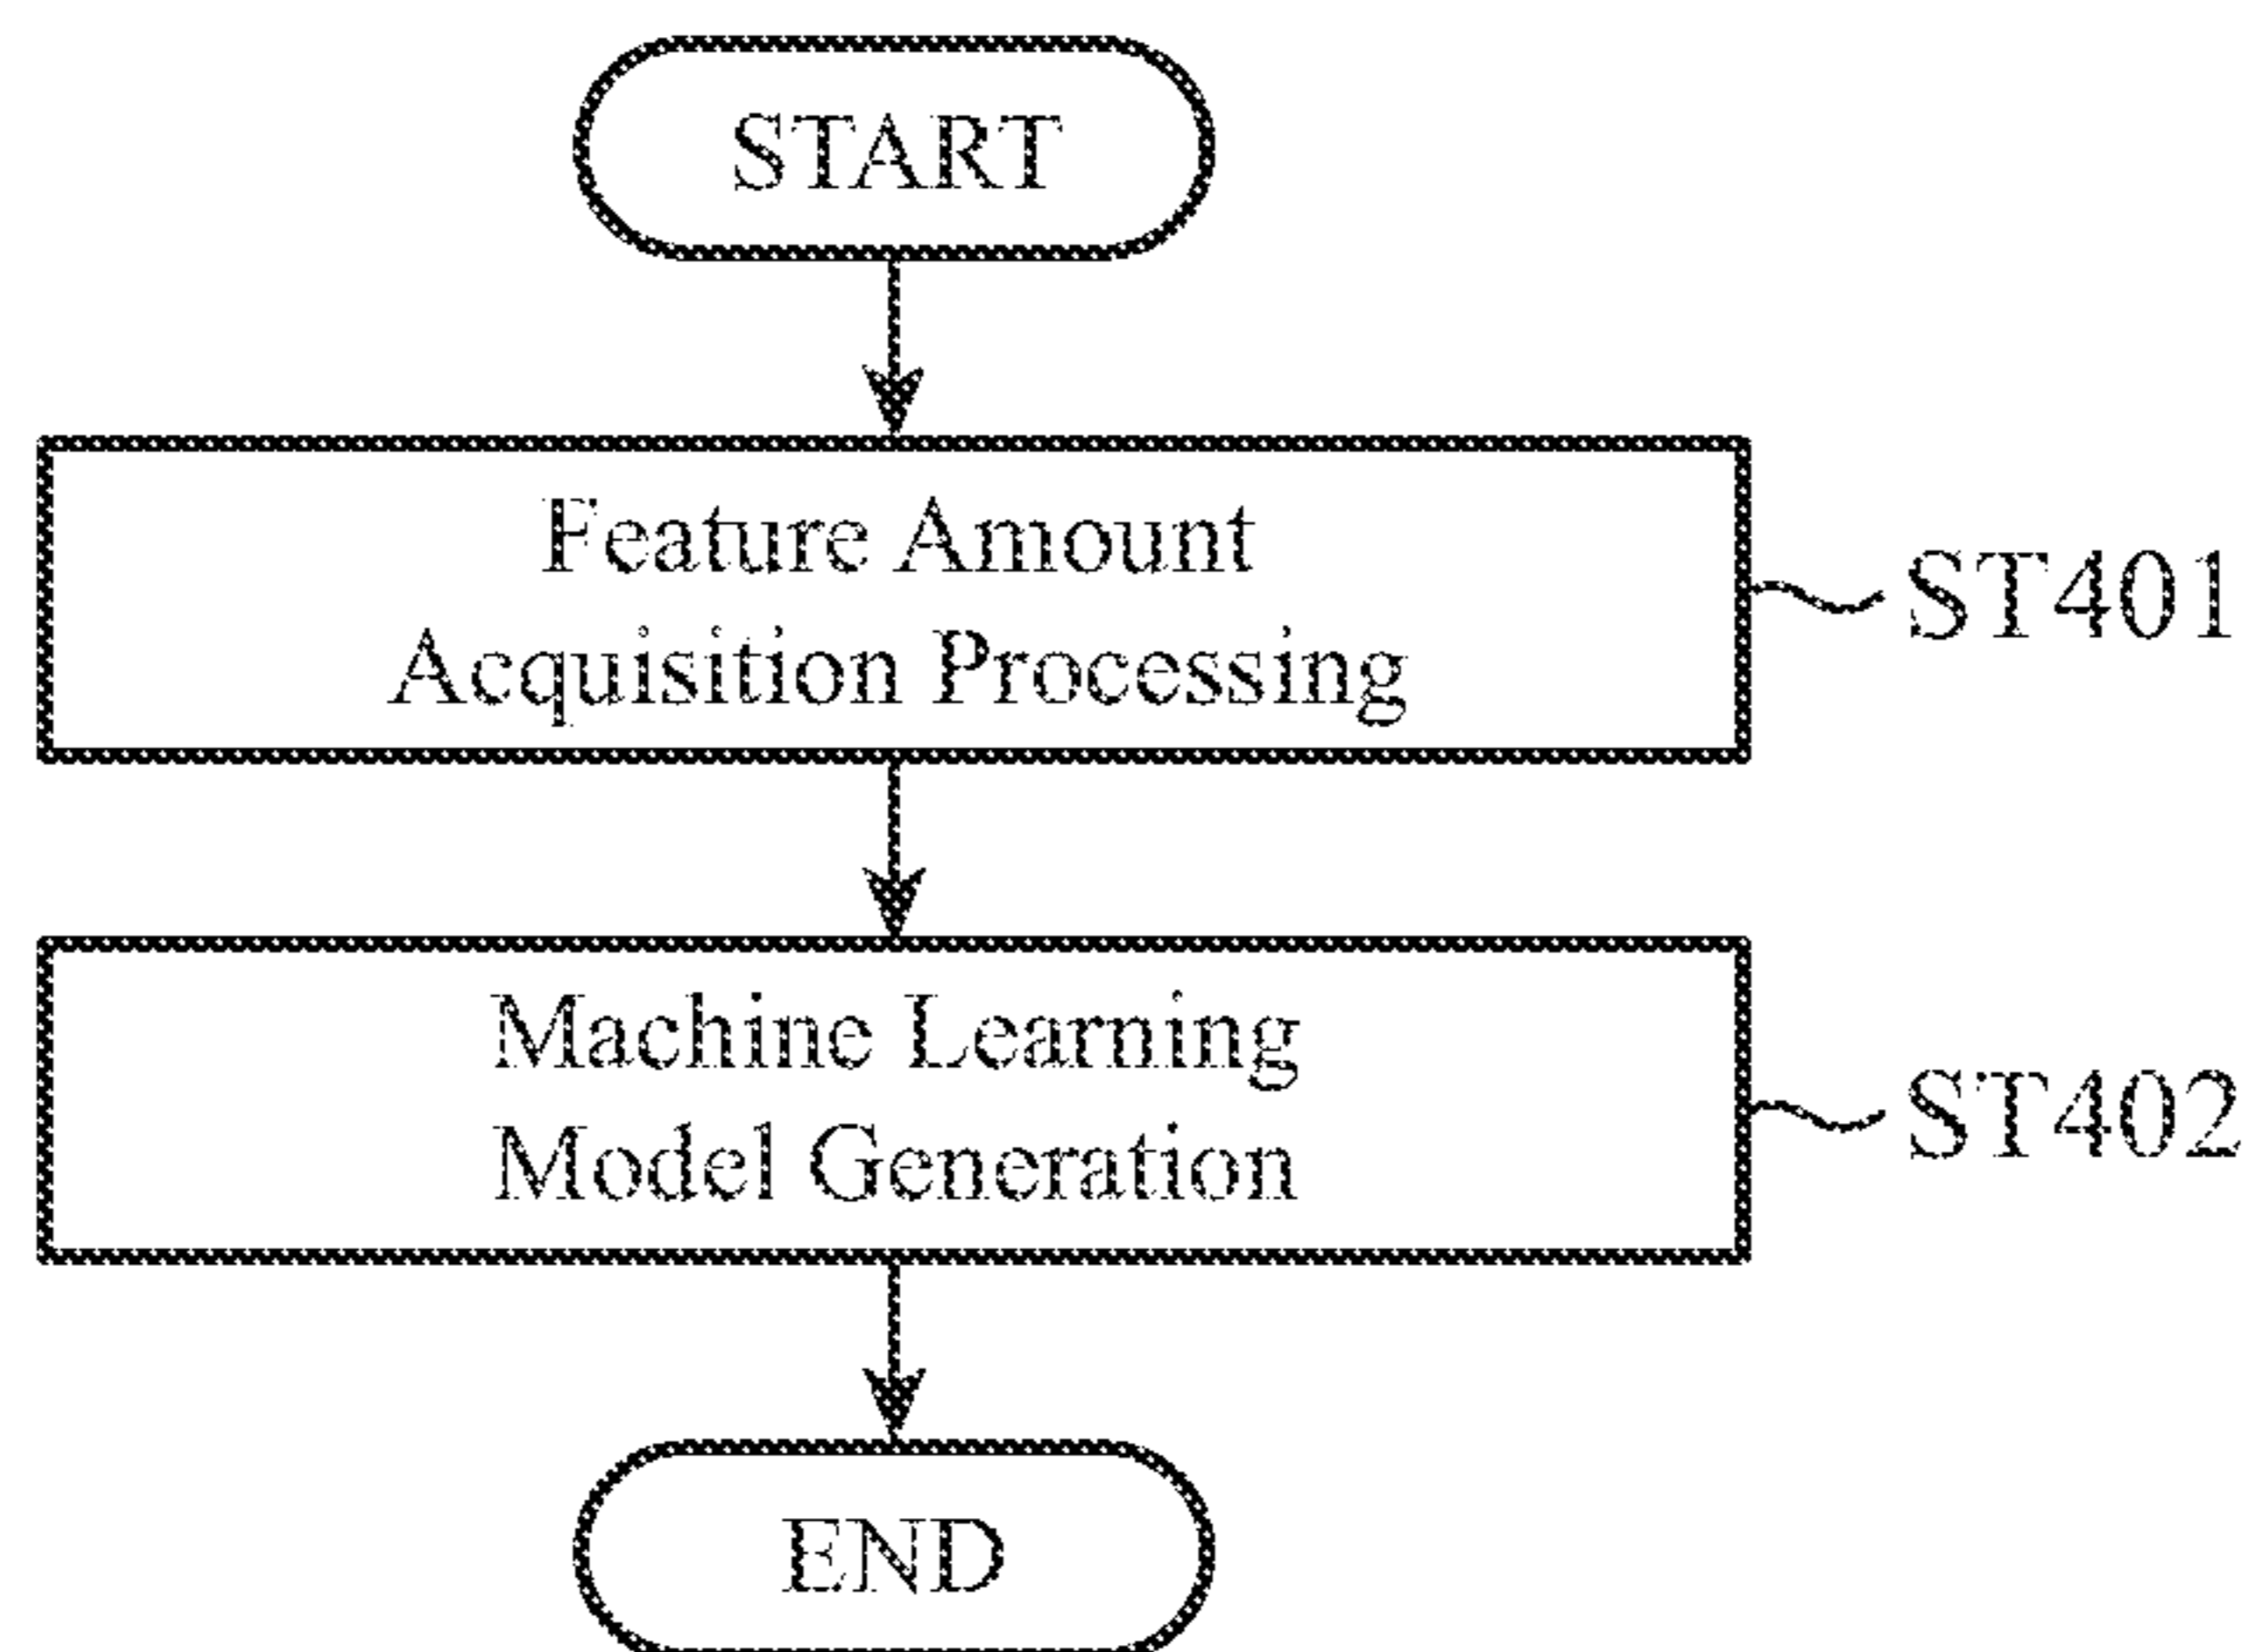 START
Feature Amount
Acquisition Processing
ST401
Machine Learning
Model Generation
ST402
END